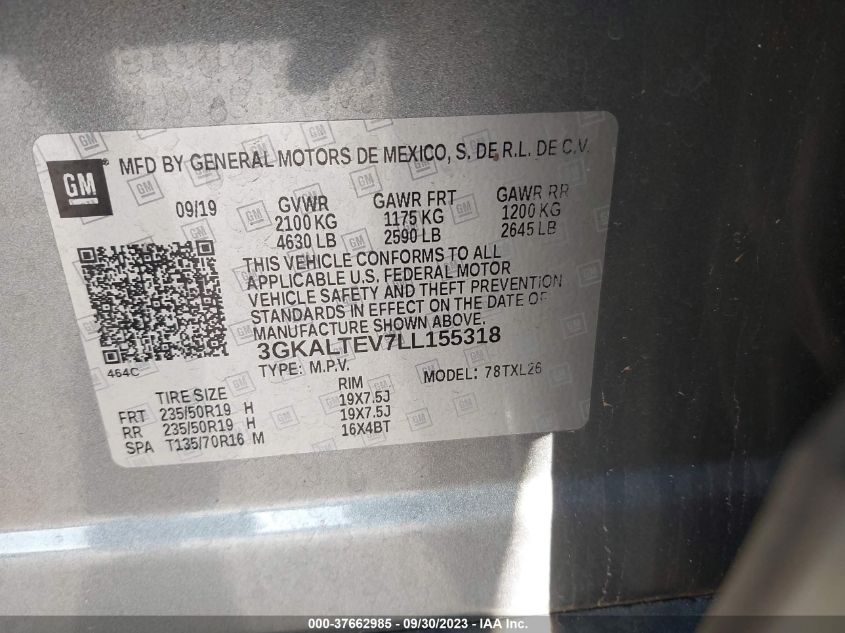 GM
MFD BY GENERAL MOTORS DE MEXICO, S. DE R.L. DE C.V.
09/19
GVWR GAWR FRT GAWR RR
2100 KG 1175 KG 1200 KG
4630 LB 2590 LB 2645 LB
THIS VEHICLE CONFORMS TO ALL
APPLICABLE U.S. FEDERAL MOTOR
VEHICLE SAFETY AND THEFT PREVENTION
STANDARDS IN EFFECT ON THE DATE OF
MANUFACTURE SHOWN ABOVE.
3GKALTEV7LL155318
464C
TYPE: M.P.V. MODEL: 78TXL26
TIRE SIZE RIM
FRT 235/50R19 H 19X7.5J
RR 235/50R19 H 19X7.5J
SPA T135/70R16 M 16X4BT
000-37662985 - 09/30/2023 - IAA Inc.